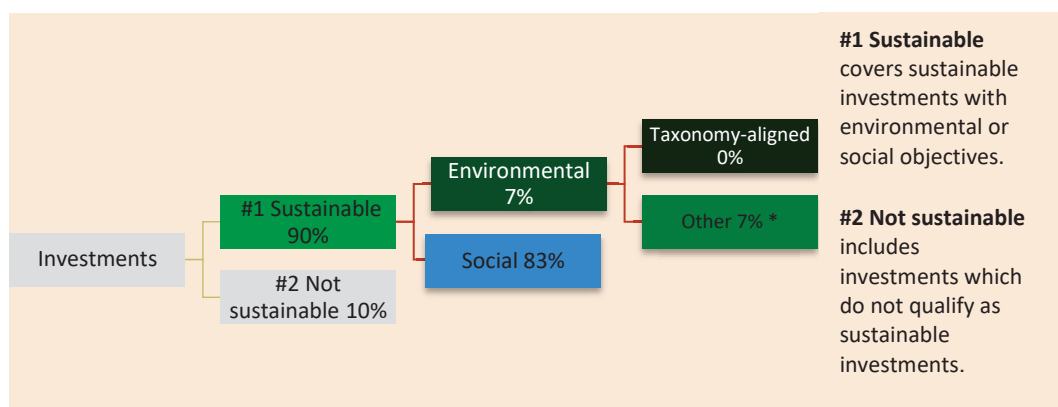 Investments
#1 Sustainable
90%
#2 Not
sustainable 10%
Environmental
7%
Social 83%
Taxonomy-aligned
0%
Other 7% *
#1 Sustainable
covers sustainable
investments with
environmental or
social objectives.
#2 Not sustainable
includes
investments which
do not qualify as
sustainable
investments.